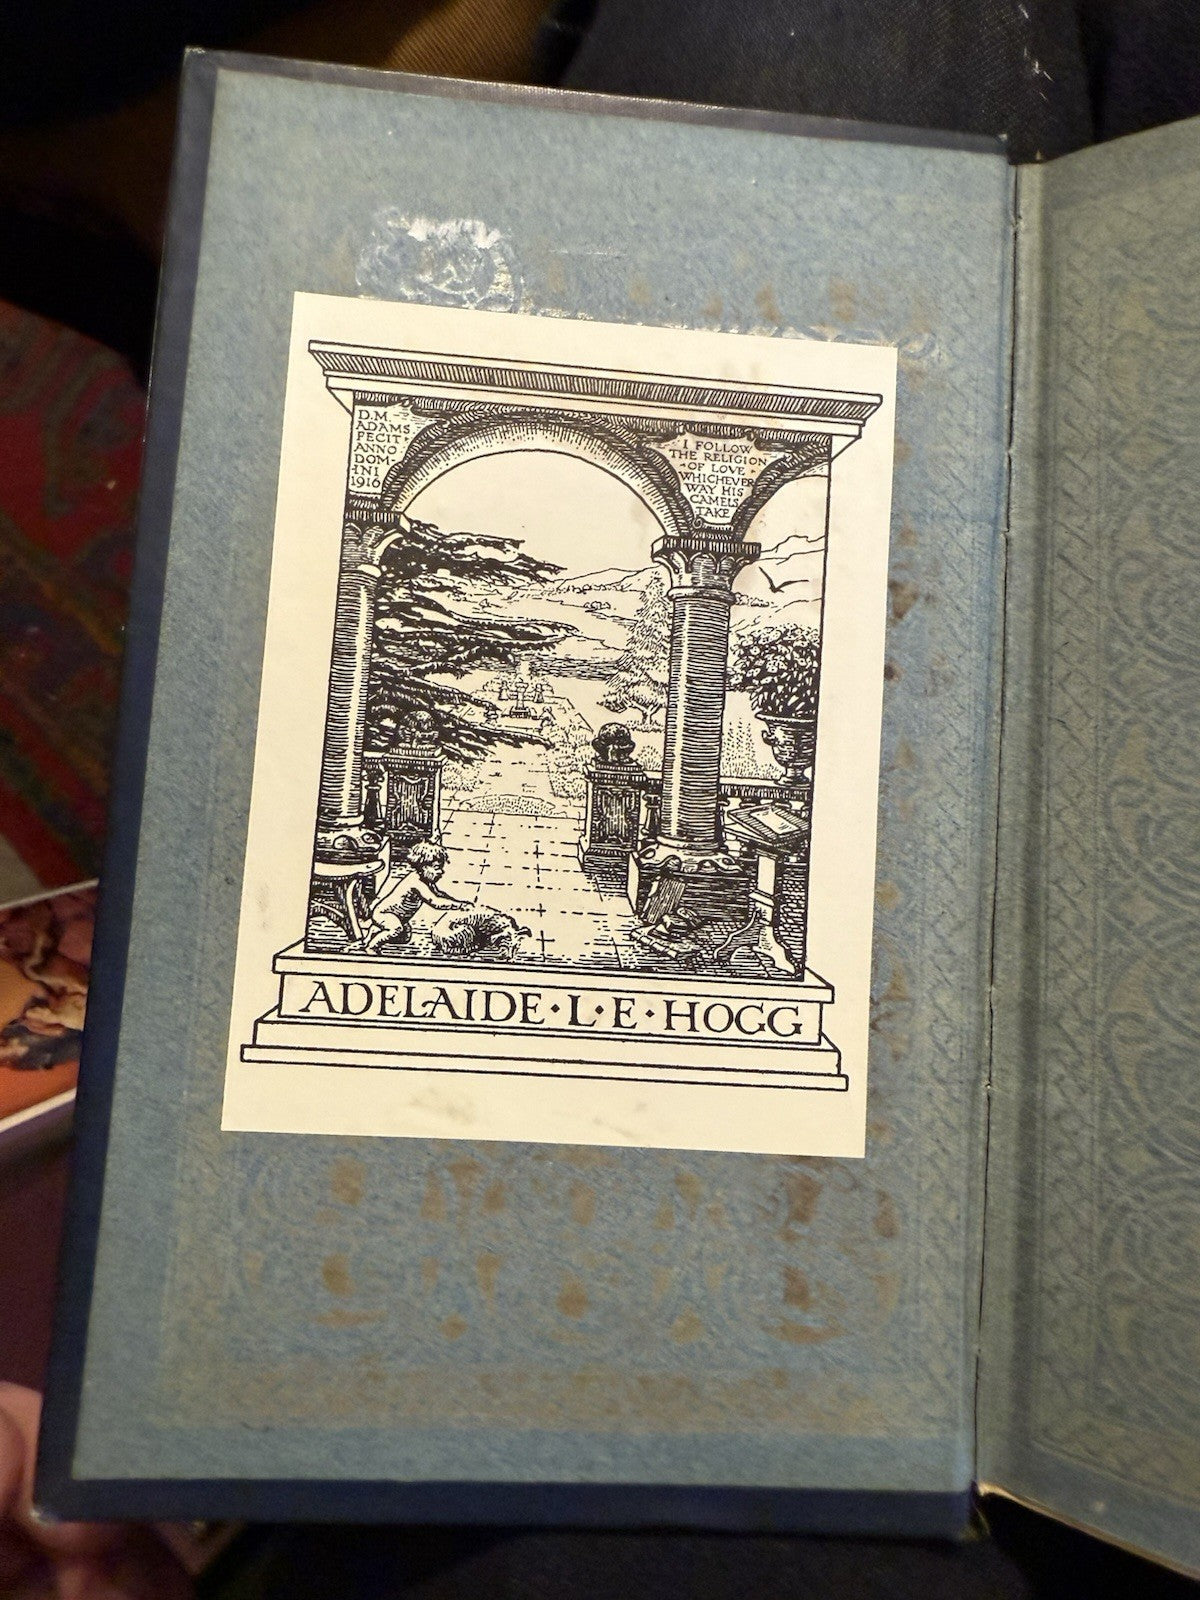 D.M.
ADAMS
FECIT·
ANNO
DOM-
INI
1916
I FOLLOW
THE RELIGION
·OF LOVE·
WHICHEVER
WAY HIS
CAMELS
TAKE
ADELAIDE·L·E·HOGG